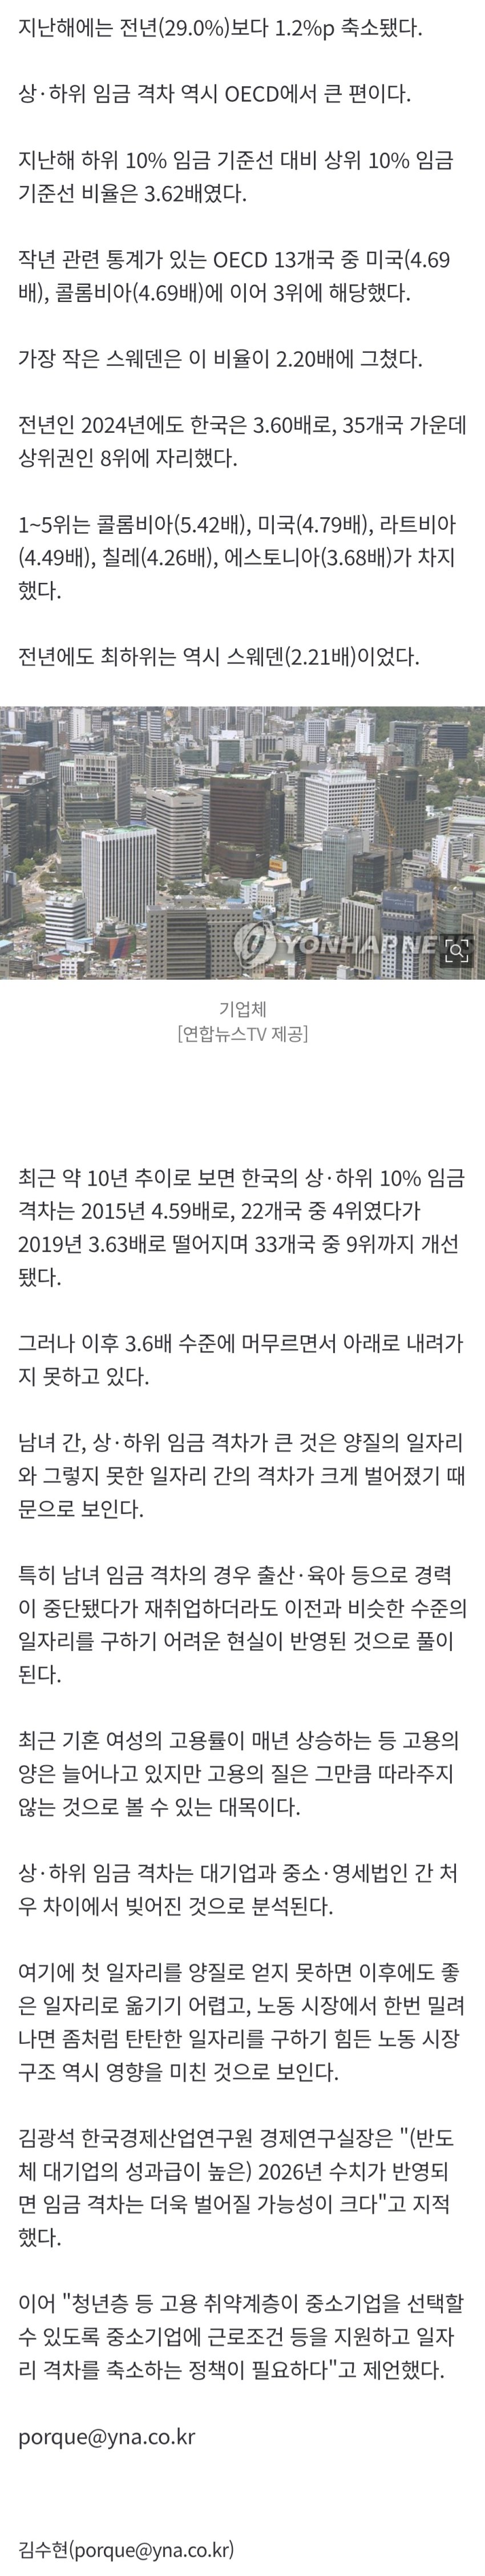 지난해에는 전년(29.0%)보다 1.2%p 축소됐다.
상·하위 임금 격차 역시 OECD에서 큰 편이다.
지난해 하위 10% 임금 기준선 대비 상위 10% 임금
기준선 비율은 3.62배였다.
작년 관련 통계가 있는 OECD 13개국 중 미국(4.69
배), 콜롬비아(4.69배)에 이어 3위에 해당했다.
가장 작은 스웨덴은 이 비율이 2.20배에 그쳤다.
전년인 2024년에도 한국은 3.60배로, 35개국 가운데
상위권인 8위에 자리했다.
1~5위는 콜롬비아(5.42배), 미국(4.79배), 라트비아
(4.49배), 칠레(4.26배), 에스토니아(3.68배)가 차지
했다.
전년에도 최하위는 역시 스웨덴(2.21배)이었다.
YONHAP NE
기업체
[연합뉴스TV 제공]
최근 약 10년 추이로 보면 한국의 상·하위 10% 임금
격차는 2015년 4.59배로, 22개국 중 4위였다가
2019년 3.63배로 떨어지며 33개국 중 9위까지 개선
됐다.
그러나 이후 3.6배 수준에 머무르면서 아래로 내려가
지 못하고 있다.
남녀 간, 상·하위 임금 격차가 큰 것은 양질의 일자리
와 그렇지 못한 일자리 간의 격차가 크게 벌어졌기 때
문으로 보인다.
특히 남녀 임금 격차의 경우 출산·육아 등으로 경력
이 중단됐다가 재취업하더라도 이전과 비슷한 수준의
일자리를 구하기 어려운 현실이 반영된 것으로 풀이
된다.
최근 기혼 여성의 고용률이 매년 상승하는 등 고용의
양은 늘어나고 있지만 고용의 질은 그만큼 따라주지
않는 것으로 볼 수 있는 대목이다.
상·하위 임금 격차는 대기업과 중소·영세법인 간 처
우 차이에서 빚어진 것으로 분석된다.
여기에 첫 일자리를 양질로 얻지 못하면 이후에도 좋
은 일자리로 옮기기 어렵고, 노동 시장에서 한번 밀려
나면 좀처럼 탄탄한 일자리를 구하기 힘든 노동 시장
구조 역시 영향을 미친 것으로 보인다.
김광석 한국경제산업연구원 경제연구실장은 "(반도
체 대기업의 성과급이 높은) 2026년 수치가 반영되
면 임금 격차는 더욱 벌어질 가능성이 크다"고 지적
했다.
이어 "청년층 등 고용 취약계층이 중소기업을 선택할
수 있도록 중소기업에 근로조건 등을 지원하고 일자
리 격차를 축소하는 정책이 필요하다"고 제언했다.
porque@yna.co.kr
김수현(porque@yna.co.kr)